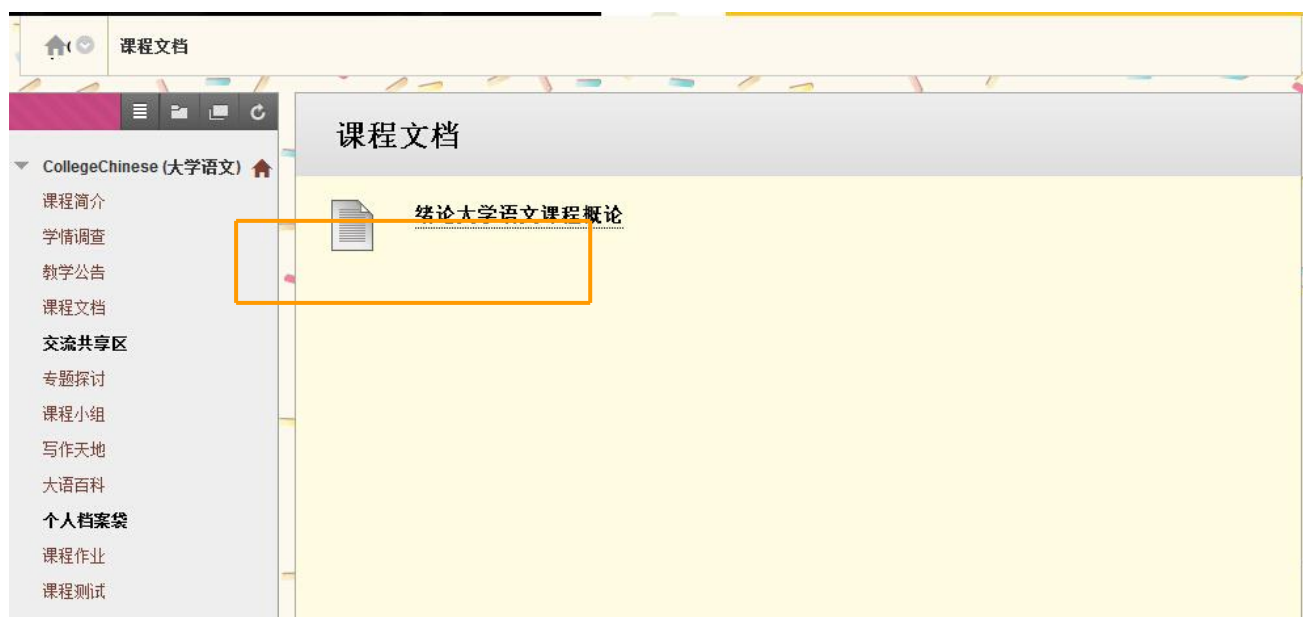 课程文档
课程文档
CollegeChinese (大学语文)
课程简介
学情调查
教学公告
课程文档
交流共享区
专题探讨
课程小组
写作天地
大语百科
个人档案袋
课程作业
课程测试
绪论大学语文课程概论